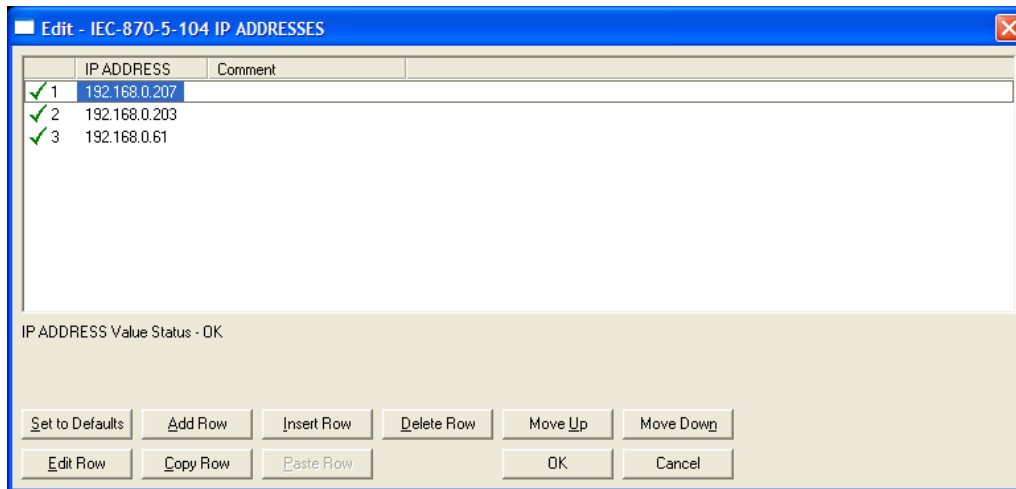 Edit - IEC-870-5-104 IP ADDRESSES
IP ADDRESS Comment
1 192.168.0.207
2 192.168.0.203
3 192.168.0.61
IP ADDRESS Value Status - OK
Set to Defaults Add Row Insert Row Delete Row Move Up Move Down
Edit Row Copy Row Paste Row OK Cancel